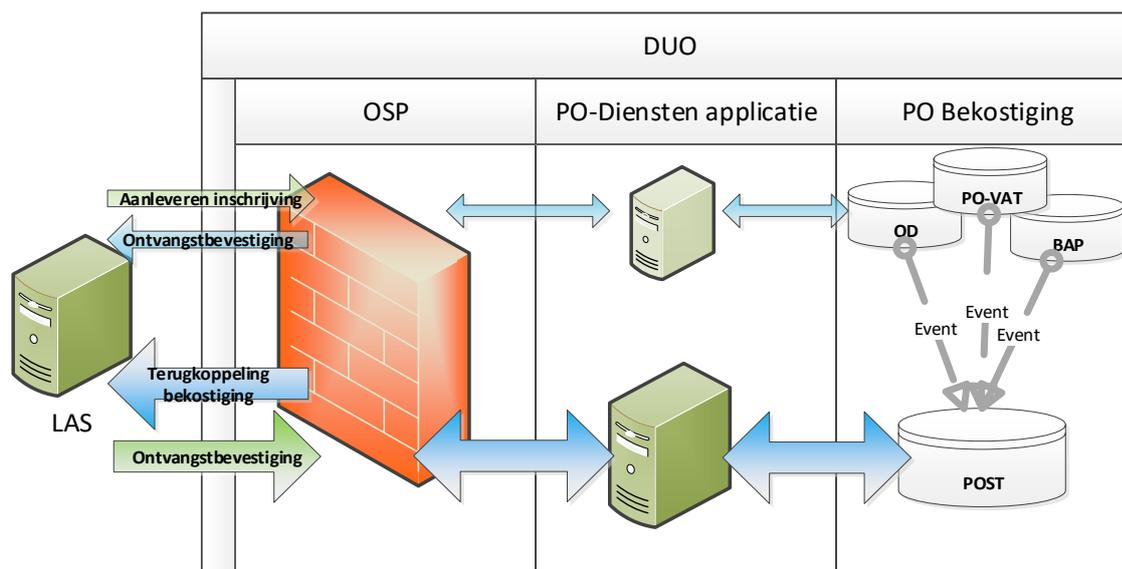 DUO
OSP
PO-Diensten applicatie
PO Bekostiging
Aanleveren inschrijving
Ontvangstbevestiging
PO-VAT
OD
BAP
Event
Event
Event
Terugkoppeling
bekostiging
LAS
Ontvangstbevestiging
POST